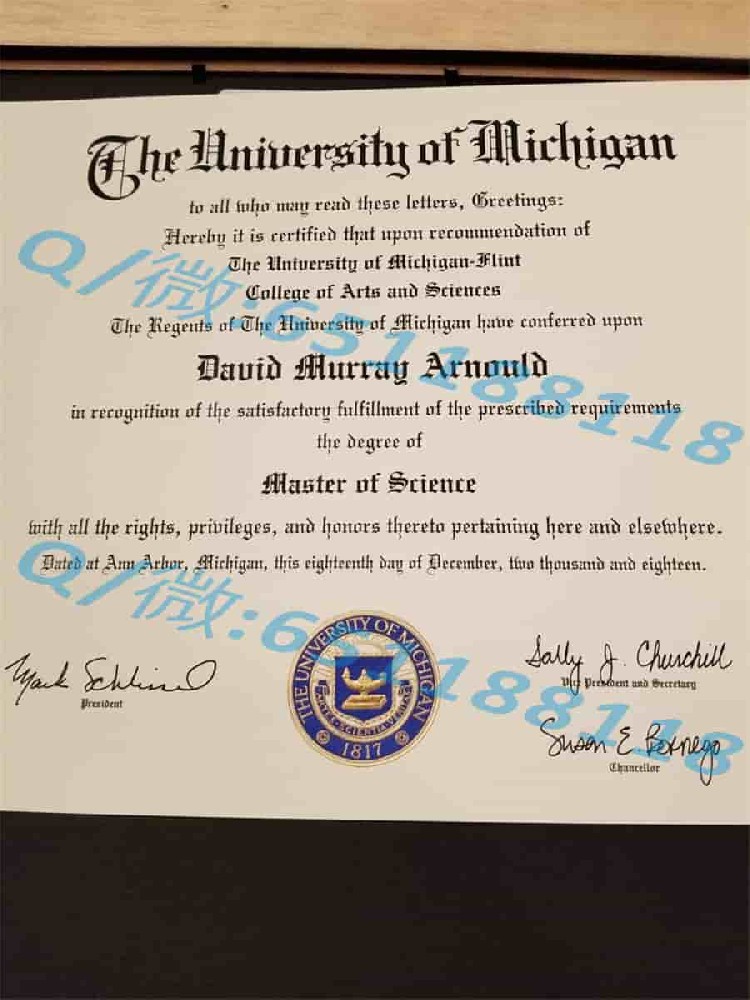 The University of Michigan
to all who may read these letters, Greetings:
Hereby it is certified that upon recommendation of
The University of Michigan-Flint
College of Arts and Sciences
The Regents of The University of Michigan have conferred upon
David Murray Arnould
in recognition of the satisfactory fulfillment of the prescribed requirements
the degree of
Master of Science
with all the rights, privileges, and honors thereto pertaining here and elsewhere.
Dated at Ann Arbor, Michigan, this eighteenth day of December, two thousand and eighteen.
Mark Schlissel
President
THE UNIVERSITY OF MICHIGAN
ARTES SCIENTIA VERITAS
1817
Sally J. Churchill
Vice President and Secretary
Susan E Borrego
Chancellor
Q/微:651188118
Q/微:651188118